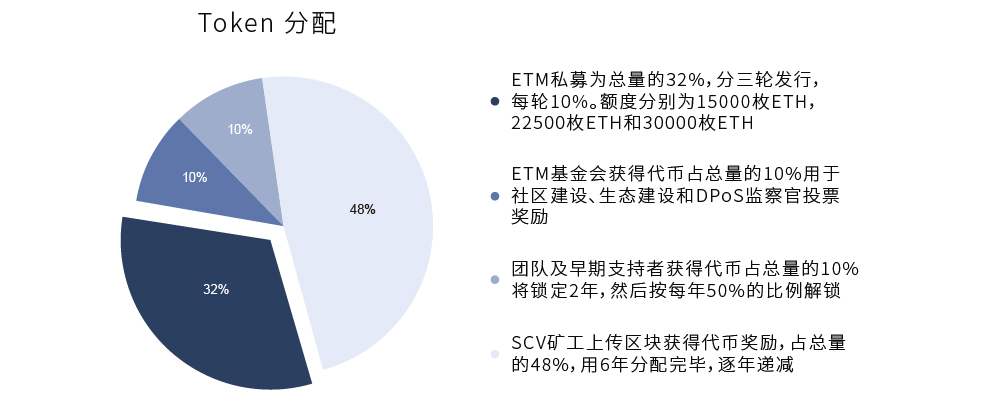 Token 分配
10%
10%
48%
32%
ETM私募为总量的32%，分三轮发行，
每轮10%。额度分别为15000枚ETH，
22500枚ETH和30000枚ETH
ETM基金会获得代币占总量的10%用于
社区建设、生态建设和DPoS监察官投票
奖励
团队及早期支持者获得代币占总量的10%
将锁定2年，然后按每年50%的比例解锁
SCV矿工上传区块获得代币奖励，占总量
的48%，用6年分配完毕，逐年递减